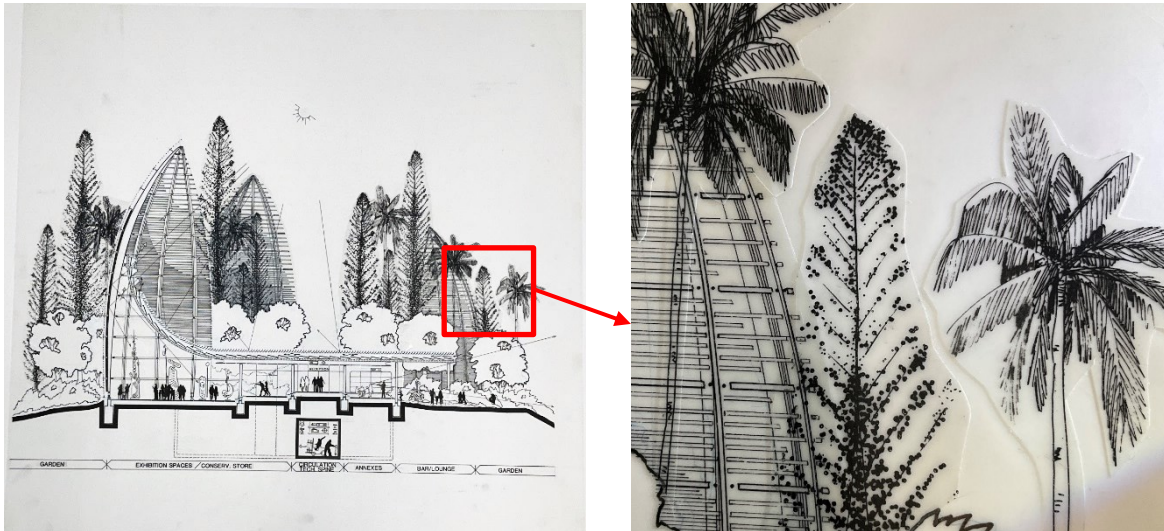 GARDEN EXHIBITION SPACES / CONSERV. STORE CIRCULATION TECH. SPINE ANNEXES BAR/LOUNGE GARDEN